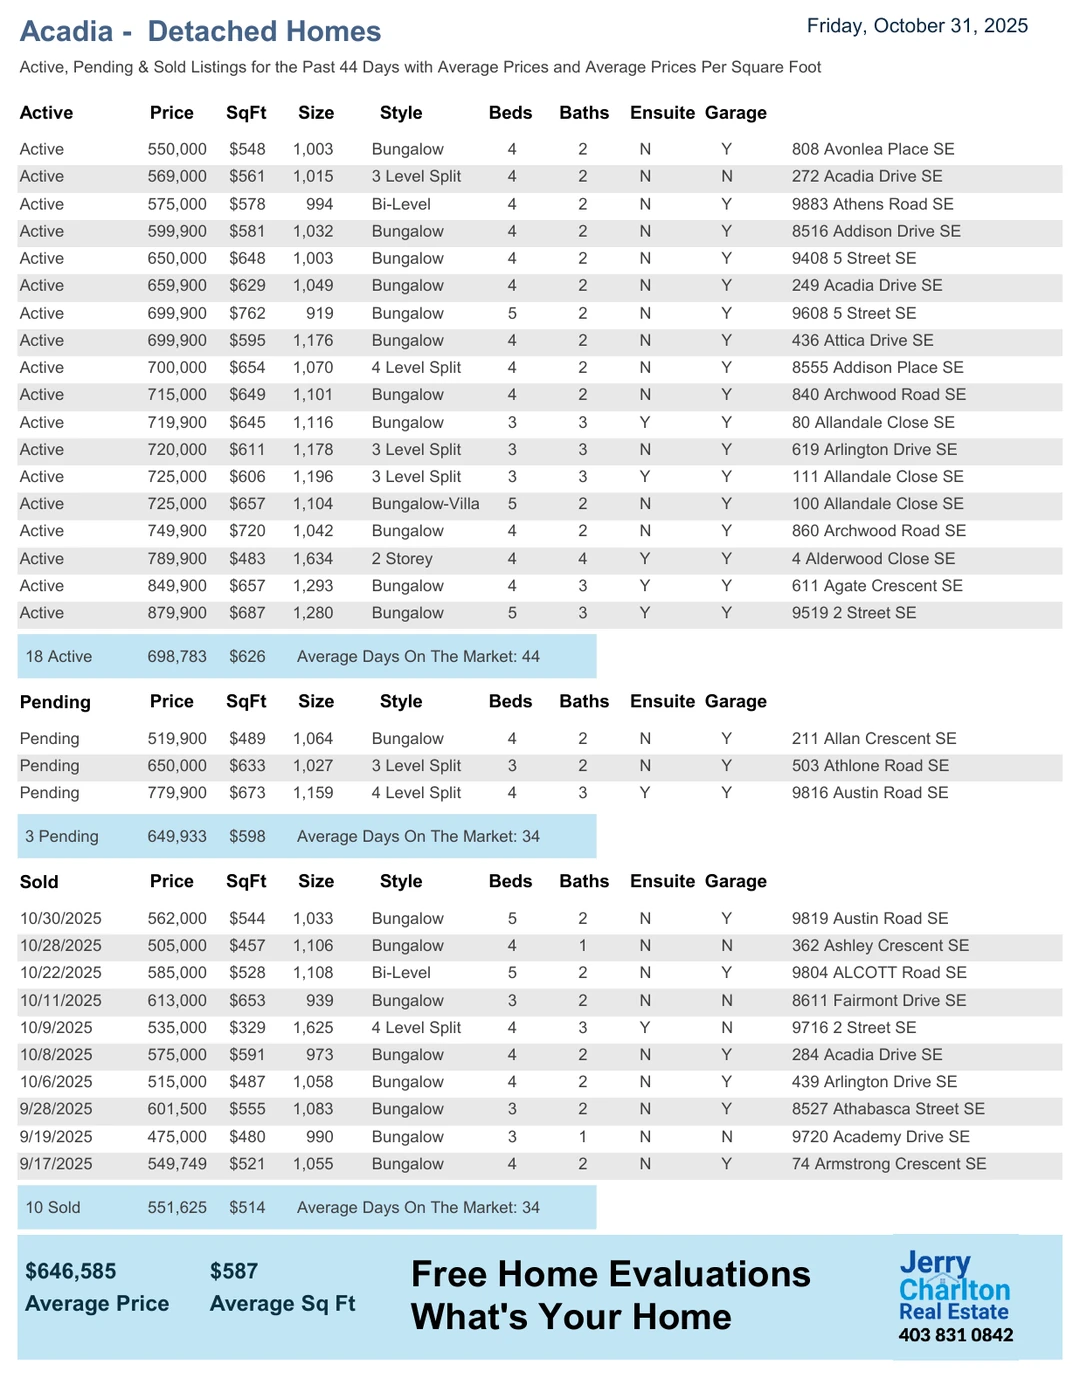 Acadia - Detached Homes
Friday, October 31, 2025
Active, Pending & Sold Listings for the Past 44 Days with Average Prices and Average Prices Per Square Foot
Active Price SqFt Size Style Beds Baths Ensuite Garage
Active 550,000 $548 1,003 Bungalow 4 2 N Y 808 Avonlea Place SE
Active 569,000 $561 1,015 3 Level Split 4 2 N N 272 Acadia Drive SE
Active 575,000 $578 994 Bi-Level 4 2 N Y 9883 Athens Road SE
Active 599,900 $581 1,032 Bungalow 4 2 N Y 8516 Addison Drive SE
Active 650,000 $648 1,003 Bungalow 4 2 N Y 9408 5 Street SE
Active 659,900 $629 1,049 Bungalow 4 2 N Y 249 Acadia Drive SE
Active 699,900 $762 919 Bungalow 5 2 N Y 9608 5 Street SE
Active 699,900 $595 1,176 Bungalow 4 2 N Y 436 Attica Drive SE
Active 700,000 $654 1,070 4 Level Split 4 2 N Y 8555 Addison Place SE
Active 715,000 $649 1,101 Bungalow 4 2 N Y 840 Archwood Road SE
Active 719,900 $645 1,116 Bungalow 3 3 Y Y 80 Allandale Close SE
Active 720,000 $611 1,178 3 Level Split 3 3 N Y 619 Arlington Drive SE
Active 725,000 $606 1,196 3 Level Split 3 3 Y Y 111 Allandale Close SE
Active 725,000 $657 1,104 Bungalow-Villa 5 2 N Y 100 Allandale Close SE
Active 749,900 $720 1,042 Bungalow 4 2 N Y 860 Archwood Road SE
Active 789,900 $483 1,634 2 Storey 4 4 Y Y 4 Alderwood Close SE
Active 849,900 $657 1,293 Bungalow 4 3 Y Y 611 Agate Crescent SE
Active 879,900 $687 1,280 Bungalow 5 3 Y Y 9519 2 Street SE
18 Active 698,783 $626 Average Days On The Market: 44
Pending Price SqFt Size Style Beds Baths Ensuite Garage
Pending 519,900 $489 1,064 Bungalow 4 2 N Y 211 Allan Crescent SE
Pending 650,000 $633 1,027 3 Level Split 3 2 N Y 503 Athlone Road SE
Pending 779,900 $673 1,159 4 Level Split 4 3 Y Y 9816 Austin Road SE
3 Pending 649,933 $598 Average Days On The Market: 34
Sold Price SqFt Size Style Beds Baths Ensuite Garage
10/30/2025 562,000 $544 1,033 Bungalow 5 2 N Y 9819 Austin Road SE
10/28/2025 505,000 $457 1,106 Bungalow 4 1 N N 362 Ashley Crescent SE
10/22/2025 585,000 $528 1,108 Bi-Level 5 2 N Y 9804 ALCOTT Road SE
10/11/2025 613,000 $653 939 Bungalow 3 2 N N 8611 Fairmont Drive SE
10/9/2025 535,000 $329 1,625 4 Level Split 4 3 Y N 9716 2 Street SE
10/8/2025 575,000 $591 973 Bungalow 4 2 N Y 284 Acadia Drive SE
10/6/2025 515,000 $487 1,058 Bungalow 4 2 N Y 439 Arlington Drive SE
9/28/2025 601,500 $555 1,083 Bungalow 3 2 N Y 8527 Athabasca Street SE
9/19/2025 475,000 $480 990 Bungalow 3 1 N N 9720 Academy Drive SE
9/17/2025 549,749 $521 1,055 Bungalow 4 2 N Y 74 Armstrong Crescent SE
10 Sold 551,625 $514 Average Days On The Market: 34
$646,585 $587
Average Price Average Sq Ft
Free Home Evaluations
What's Your Home
Jerry
Charlton
Real Estate
403 831 0842